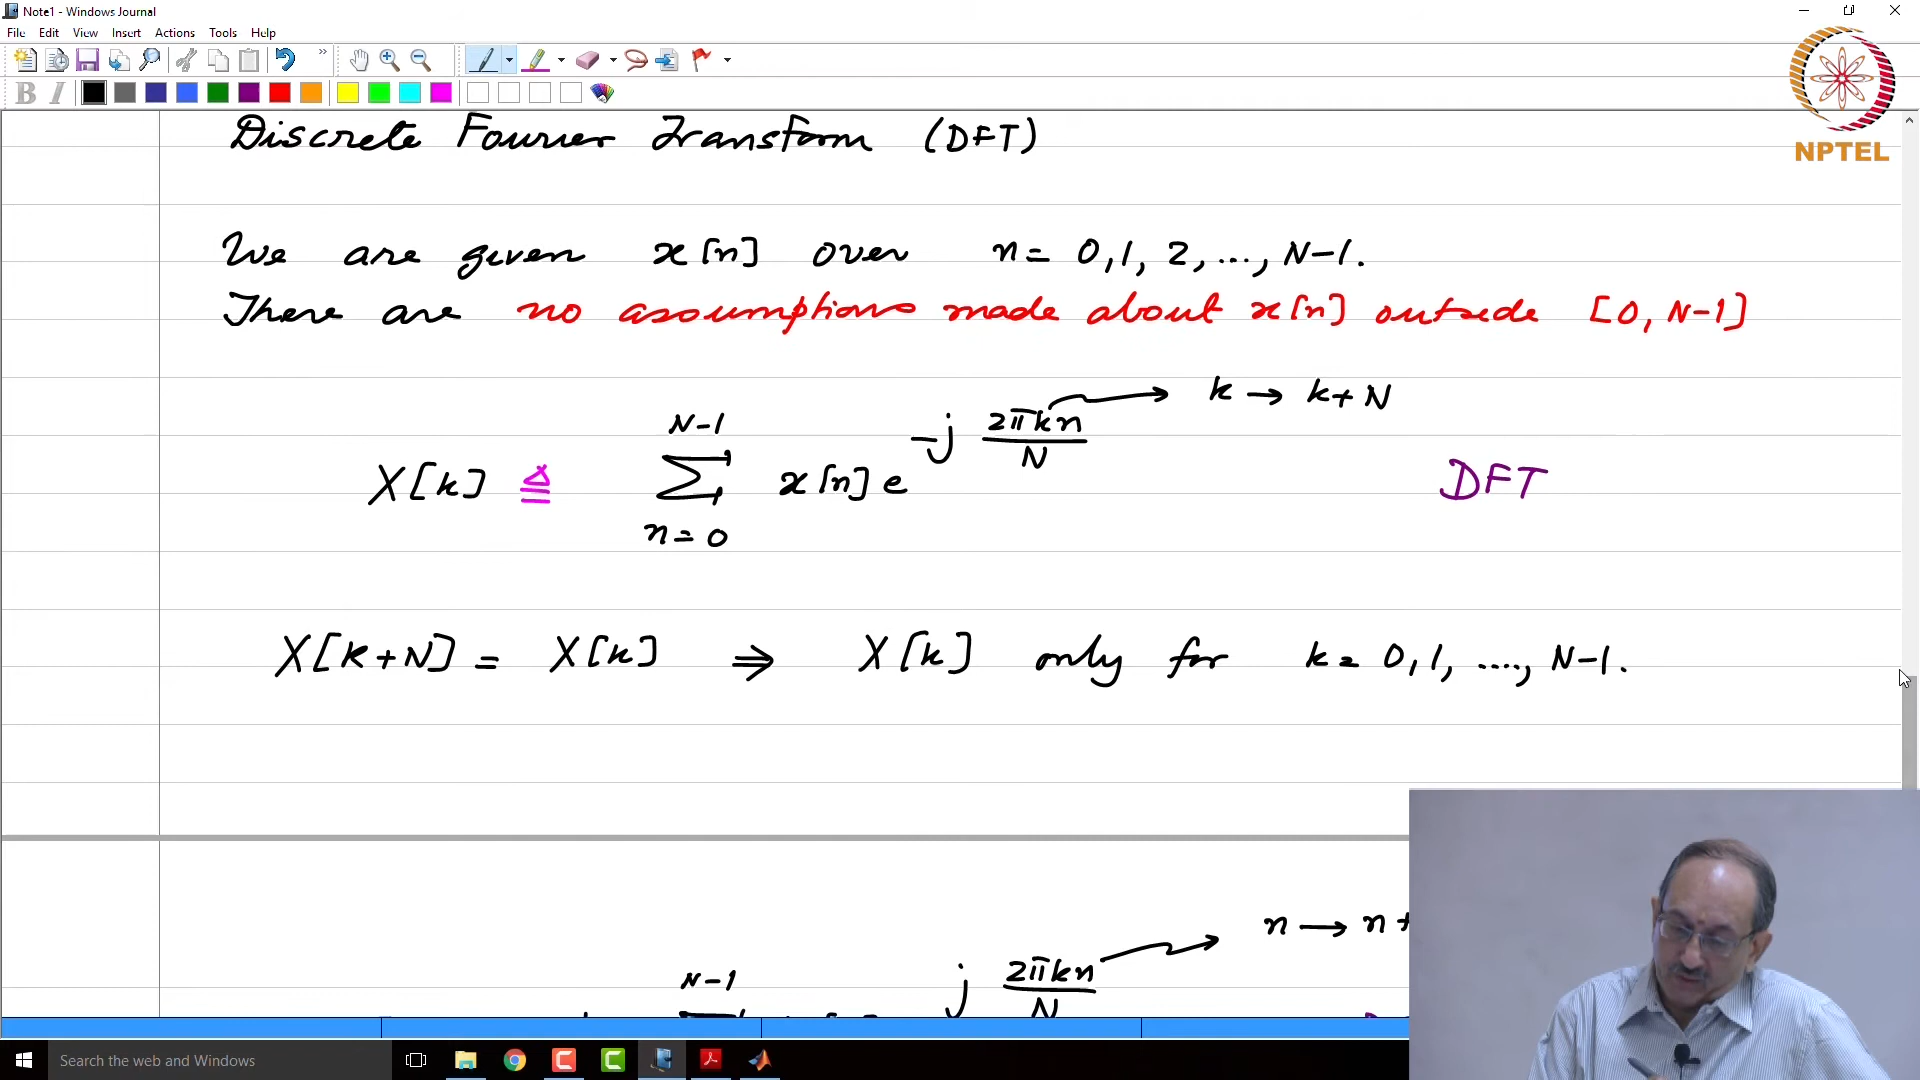 Note1 - Windows Journal
File Edit View Insert Actions Tools Help
B I
NPTEL
Discrete Fourier Transform (DFT)
We are given x[n] over n = 0, 1, 2, ..., N-1.
There are no assumptions made about x[n] outside [0, N-1]
k → k+N
N-1
-j 2πkn
N
X[k] ≜ Σ x[n] e
DFT
n = 0
X[k+N] = X[k] ⇒ X[k] only for k = 0, 1, ...., N-1.
n → n+
N-1
j 2πkn
N
Search the web and Windows